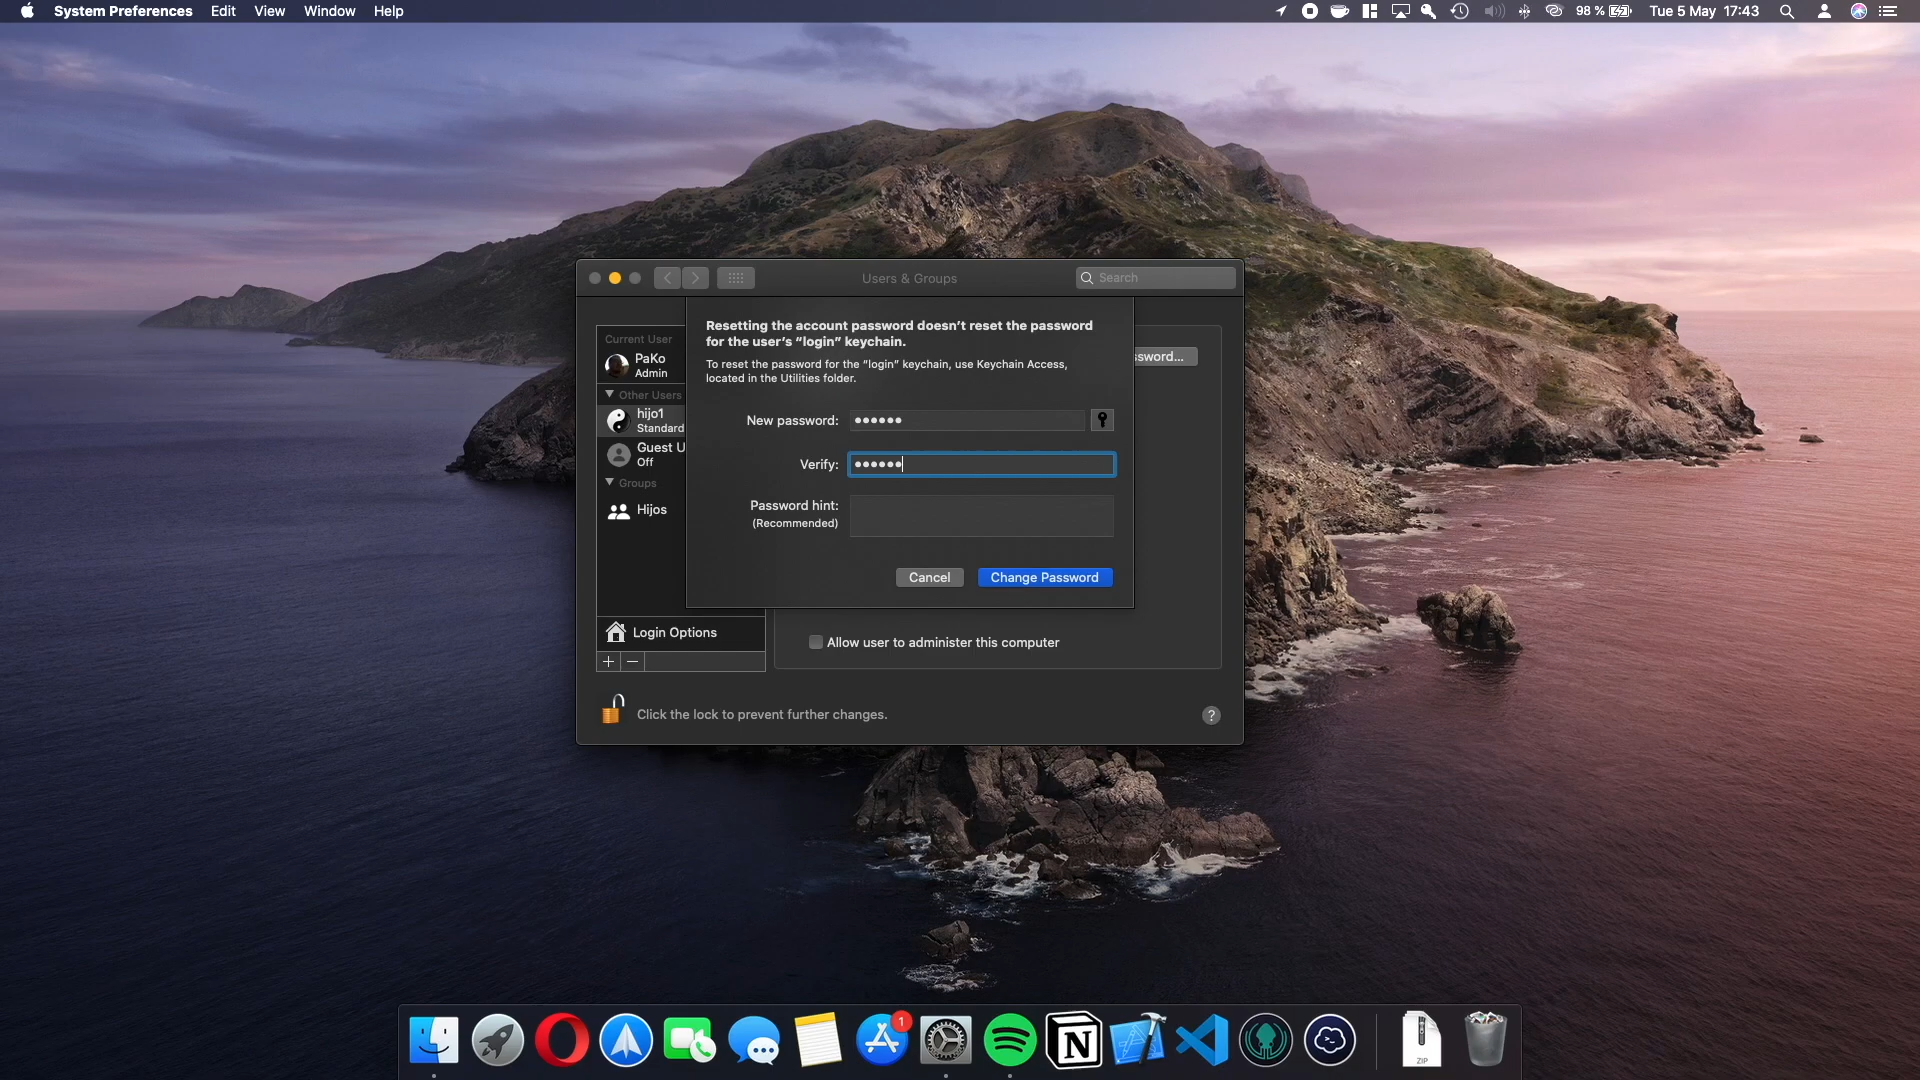 System Preferences Edit View Window Help
98 % Tue 5 May 17:43
Users & Groups
Search
Resetting the account password doesn't reset the password
for the user's “login” keychain.
To reset the password for the “login” keychain, use Keychain Access,
located in the Utilities folder.
Current User
PaKo
Admin
Other Users
hijo1
Standard
Guest U
Off
Groups
Hijos
ssword...
New password:
Verify:
Password hint:
(Recommended)
Cancel
Change Password
Login Options
Allow user to administer this computer
Click the lock to prevent further changes.
?
1
N
ZIP